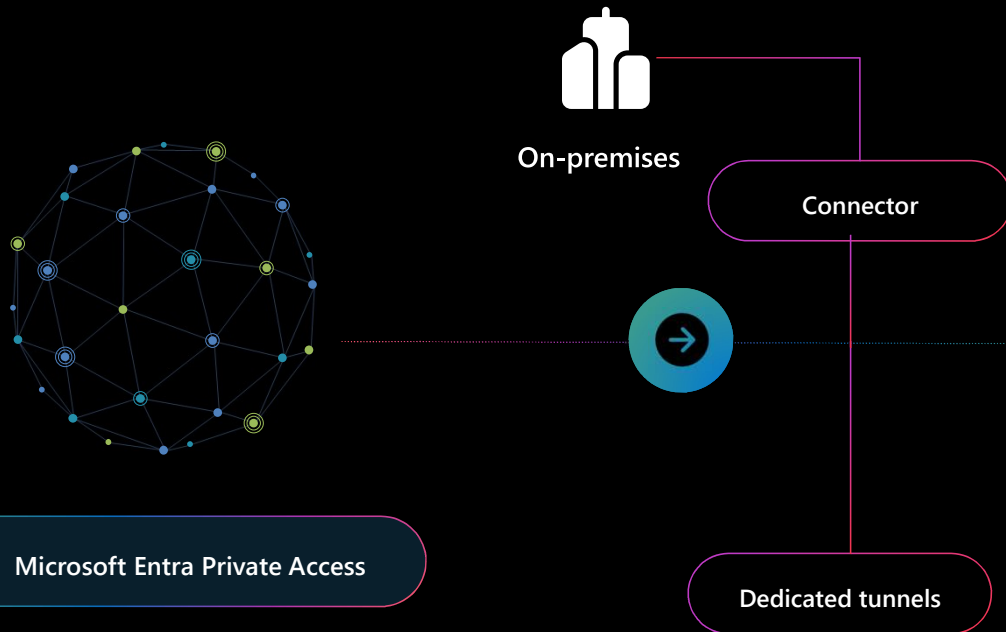 On-premises
Connector
Microsoft Entra Private Access
Dedicated tunnels